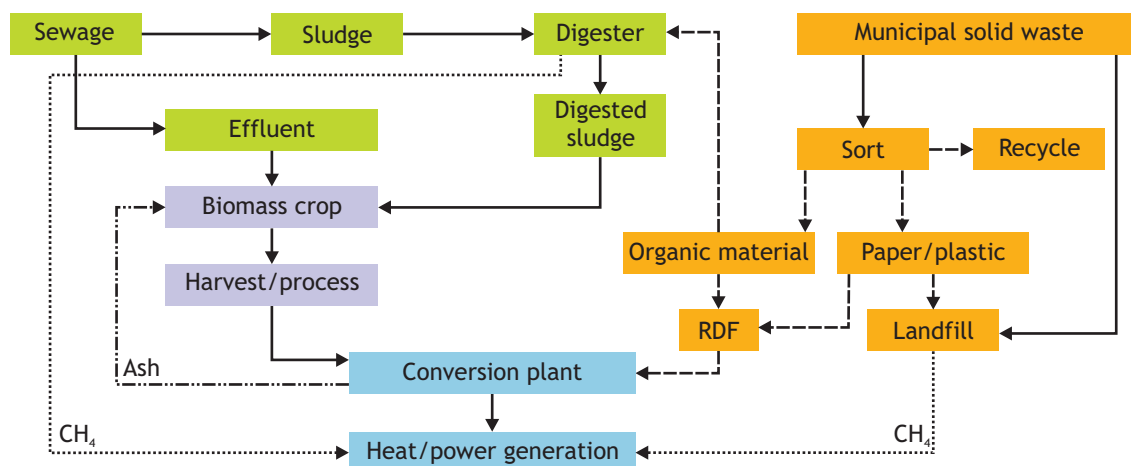 Sewage
Sludge
Digester
Municipal solid waste
Effluent
Digested
sludge
Sort
Recycle
Biomass crop
Organic material
Paper/plastic
Harvest/process
RDF
Landfill
Ash
Conversion plant
CH₄
Heat/power generation
CH₄